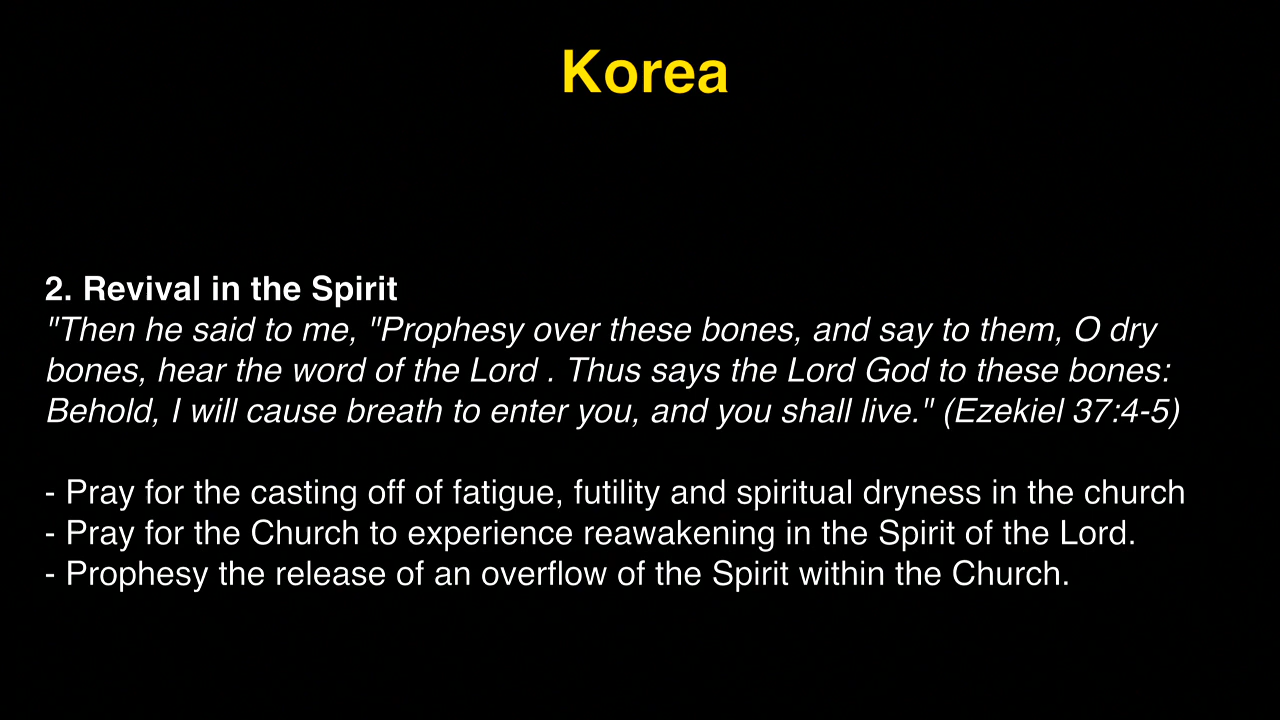 Korea
2. Revival in the Spirit
"Then he said to me, "Prophesy over these bones, and say to them, O dry
bones, hear the word of the Lord . Thus says the Lord God to these bones:
Behold, I will cause breath to enter you, and you shall live." (Ezekiel 37:4-5)
- Pray for the casting off of fatigue, futility and spiritual dryness in the church
- Pray for the Church to experience reawakening in the Spirit of the Lord.
- Prophesy the release of an overflow of the Spirit within the Church.